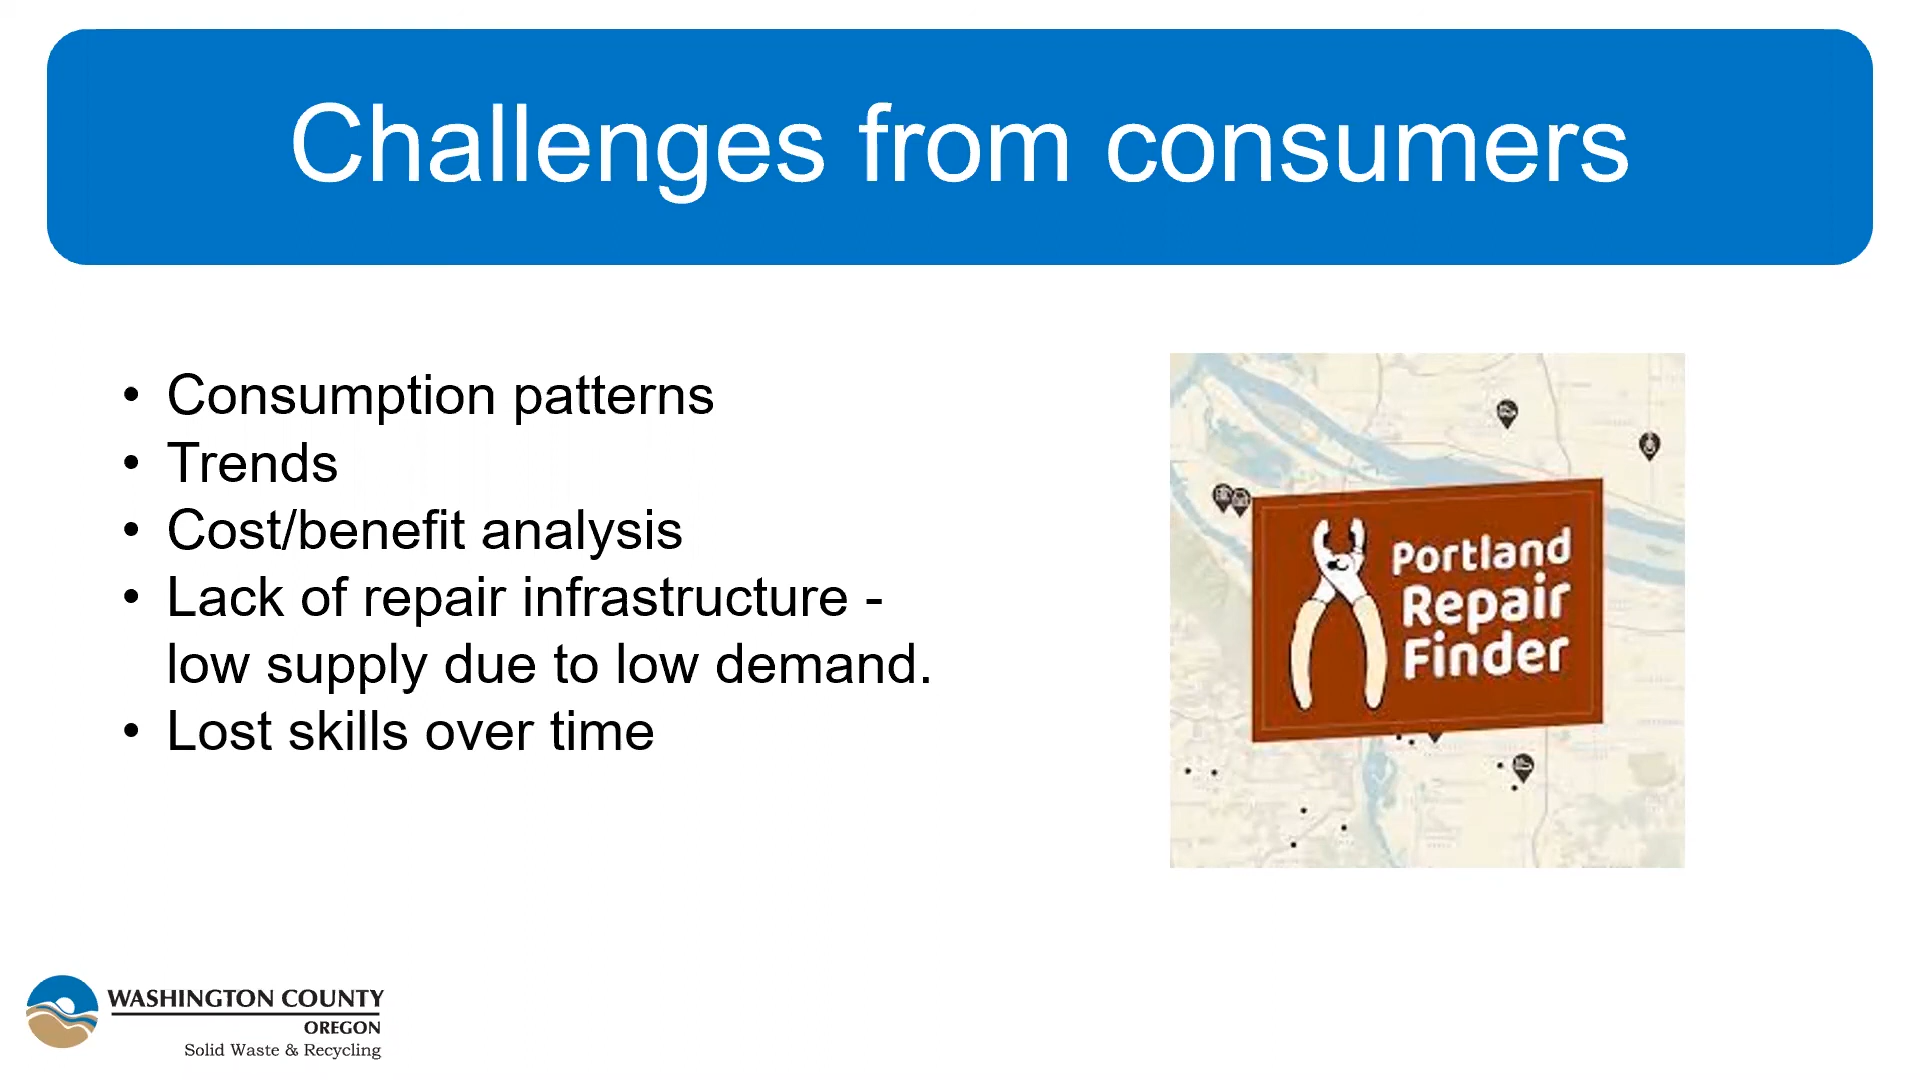 Challenges from consumers
• Consumption patterns
• Trends
• Cost/benefit analysis
• Lack of repair infrastructure -
low supply due to low demand.
• Lost skills over time
Portland
Repair
Finder
WASHINGTON COUNTY
OREGON
Solid Waste & Recycling